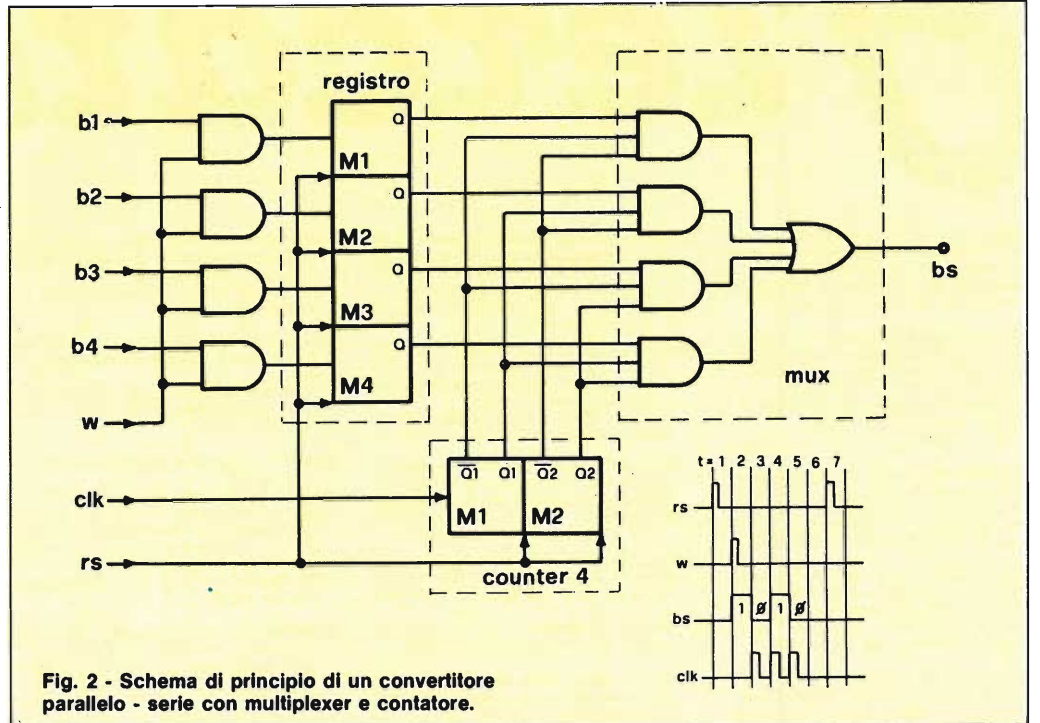 registro
b1
b2
b3
b4
w
clk
rs
Q
M1
Q
M2
Q
M3
Q
M4
mux
bs
Q̅1 Q1 Q̅2 Q2
M1 M2
counter 4
t = 1 2 3 4 5 6 7
rs
w
bs 1 Ø 1 Ø
clk
Fig. 2 - Schema di principio di un convertitore
parallelo - serie con multiplexer e contatore.